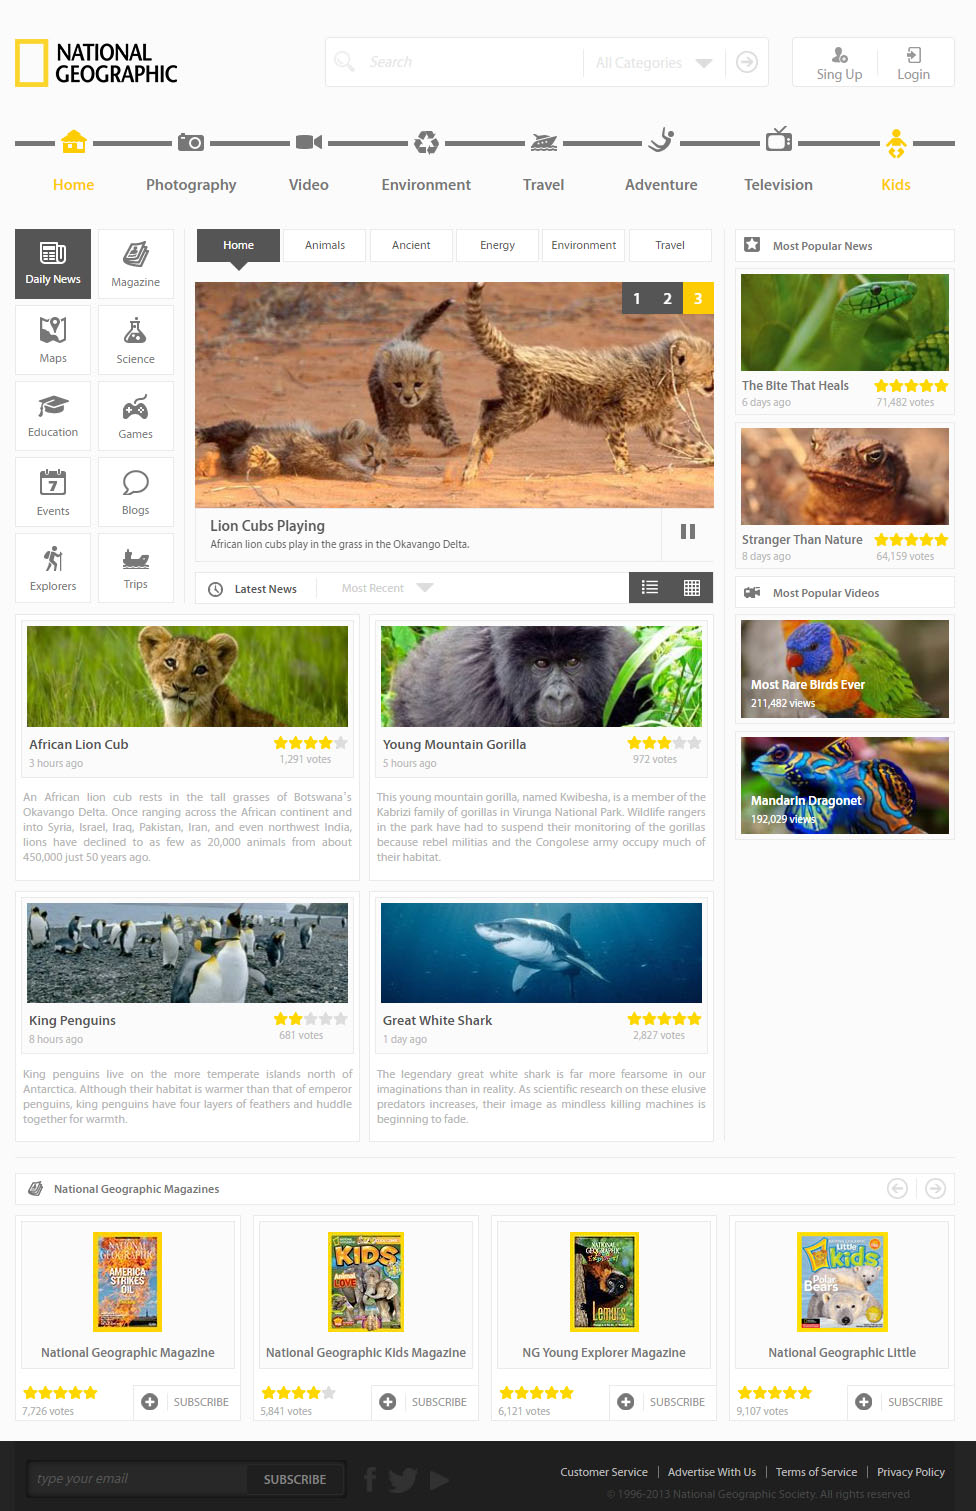 NATIONAL
GEOGRAPHIC
Search
All Categories
Sing Up
Login
Home
Photography
Video
Environment
Travel
Adventure
Television
Kids
Daily News
Magazine
Maps
Science
Education
Games
7
Events
Blogs
Explorers
Trips
Home
Animals
Ancient
Energy
Environment
Travel
1 2 3
Lion Cubs Playing
African lion cubs play in the grass in the Okavango Delta.
Latest News
Most Recent
African Lion Cub
3 hours ago
1,291 votes
An African lion cub rests in the tall grasses of Botswana's
Okavango Delta. Once ranging across the African continent and
into Syria, Israel, Iraq, Pakistan, Iran, and even northwest India,
lions have declined to as few as 20,000 animals from about
450,000 just 50 years ago.
Young Mountain Gorilla
5 hours ago
972 votes
This young mountain gorilla, named Kwibesha, is a member of the
Kabrizi family of gorillas in Virunga National Park. Wildlife rangers
in the park have had to suspend their monitoring of the gorillas
because rebel militias and the Congolese army occupy much of
their habitat.
King Penguins
8 hours ago
681 votes
King penguins live on the more temperate islands north of
Antarctica. Although their habitat is warmer than that of emperor
penguins, king penguins have four layers of feathers and huddle
together for warmth.
Great White Shark
1 day ago
2,827 votes
The legendary great white shark is far more fearsome in our
imaginations than in reality. As scientific research on these elusive
predators increases, their image as mindless killing machines is
beginning to fade.
Most Popular News
The Bite That Heals
6 days ago
71,482 votes
Stranger Than Nature
8 days ago
64,159 votes
Most Popular Videos
Most Rare Birds Ever
211,482 views
Mandarin Dragonet
192,029 views
National Geographic Magazines
NATIONAL
GEOGRAPHIC
AMERICA
STRIKES
OIL
National Geographic Magazine
7,726 votes
SUBSCRIBE
KIDS
Animal
LOVE
National Geographic Kids Magazine
5,841 votes
SUBSCRIBE
NATIONAL
GEOGRAPHIC
Explorer!
Lemurs
NG Young Explorer Magazine
6,121 votes
SUBSCRIBE
Little
Kids
Polar
Bears
National Geographic Little
9,107 votes
SUBSCRIBE
type your email
SUBSCRIBE
Customer Service
Advertise With Us
Terms of Service
Privacy Policy
© 1996-2013 National Geographic Society. All rights reserved